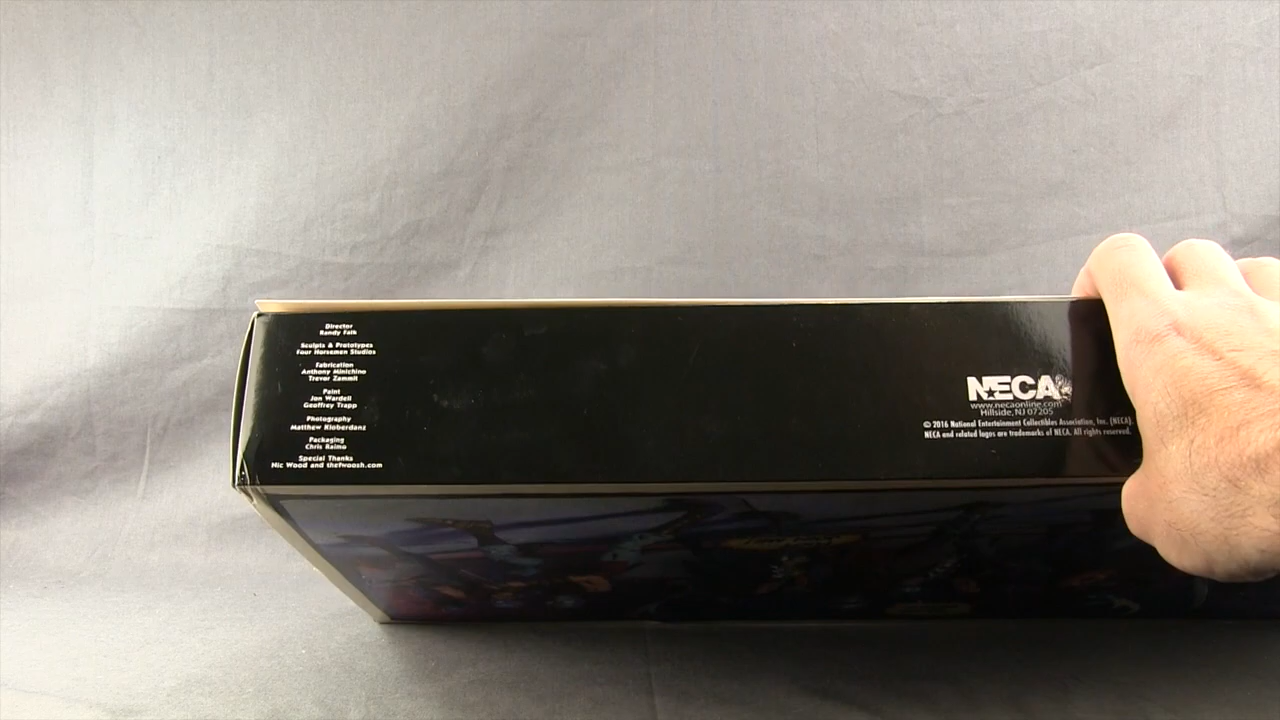 Director
Randy Falk
Sculpts & Prototypes
Four Horsemen Studios
Fabrication
Anthony Minichino
Trevor Zammit
Paint
Jon Wardell
Geoffrey Trapp
Photography
Matthew Kloberdanz
Packaging
Chris Raimo
Special Thanks
Nic Wood and thefwoosh.com
NECA
www.necaonline.com
Hillside, NJ 07205
© 2016 National Entertainment Collectibles Association, Inc. (NECA).
NECA and related logos are trademarks of NECA. All rights reserved.